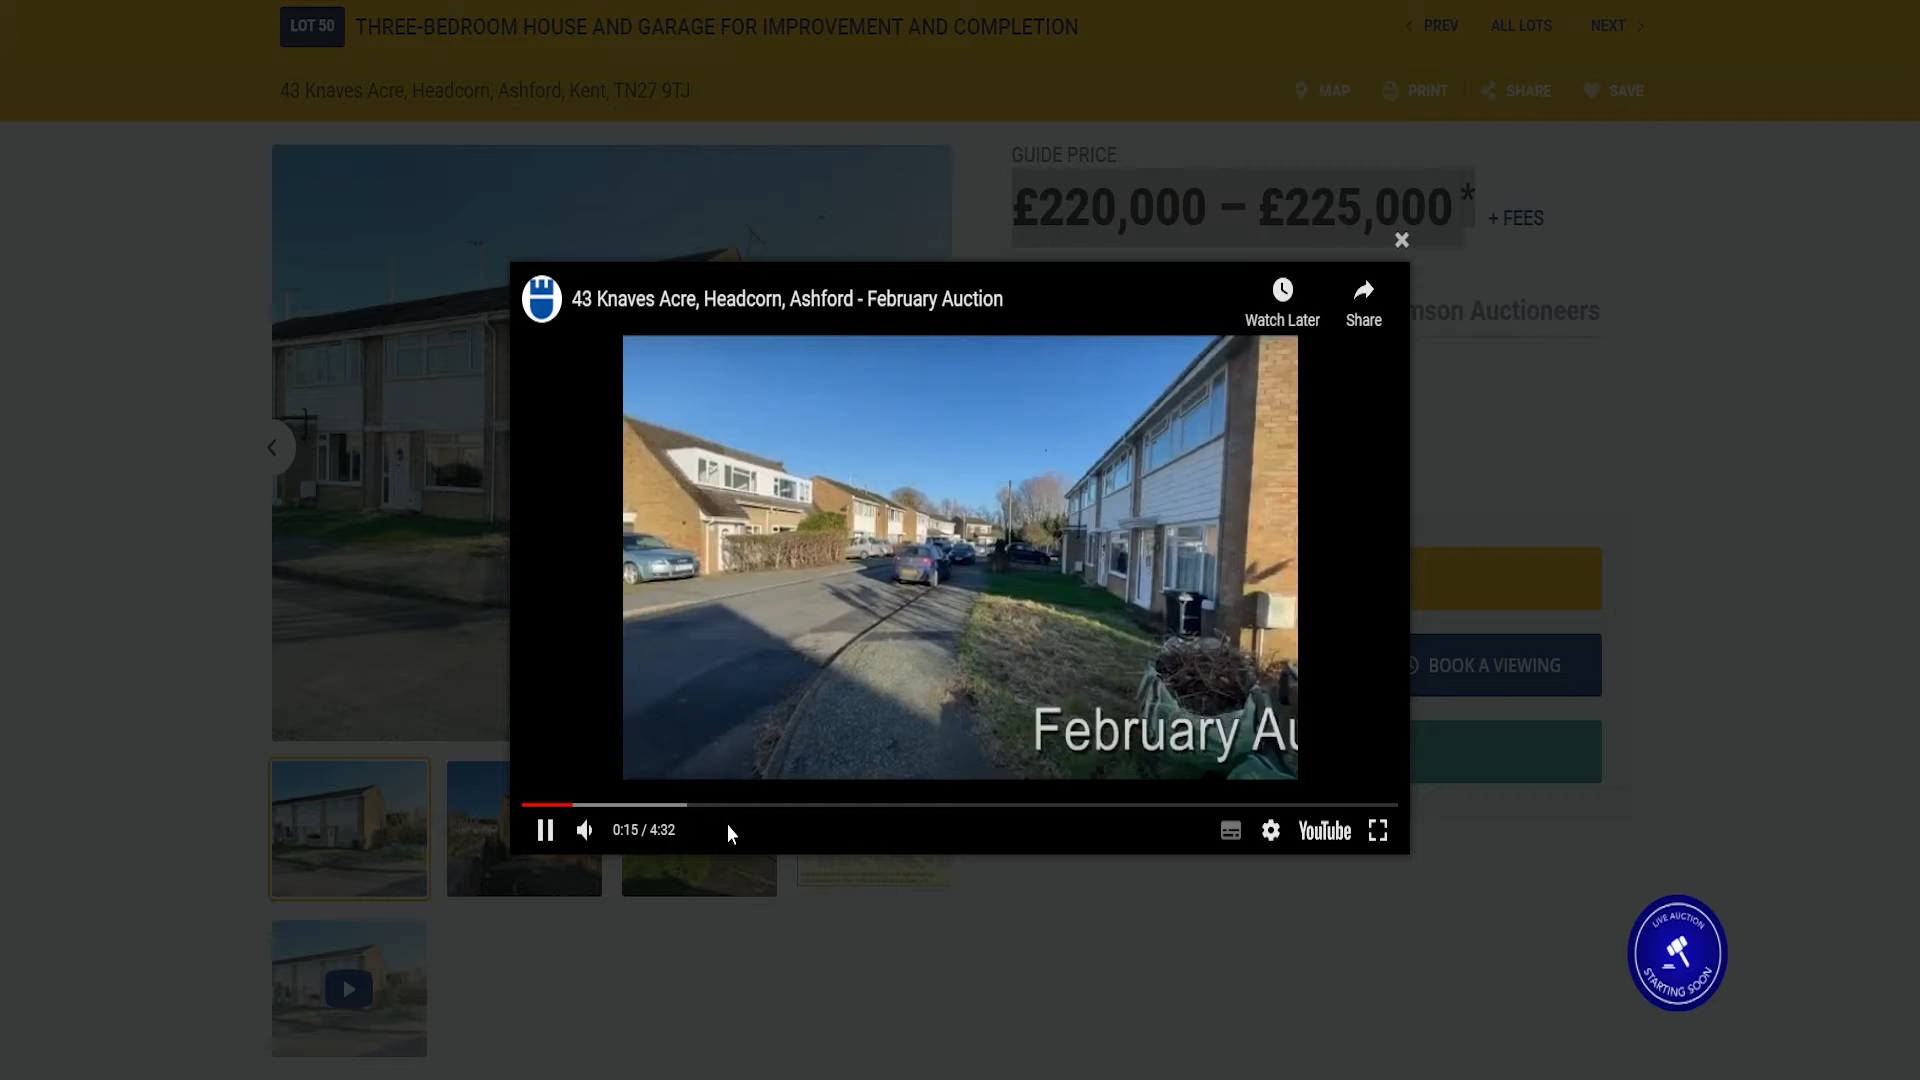 LOT 50
THREE-BEDROOM HOUSE AND GARAGE FOR IMPROVEMENT AND COMPLETION
PREV
ALL LOTS
NEXT
43 Knaves Acre, Headcorn, Ashford, Kent, TN27 9TJ
MAP
PRINT
SHARE
SAVE
GUIDE PRICE
£220,000 – £225,000* + FEES
43 Knaves Acre, Headcorn, Ashford - February Auction
Watch Later
Share
mson Auctioneers
BOOK A VIEWING
February Au
0:15 / 4:32
YouTube
LIVE AUCTION
STARTING SOON